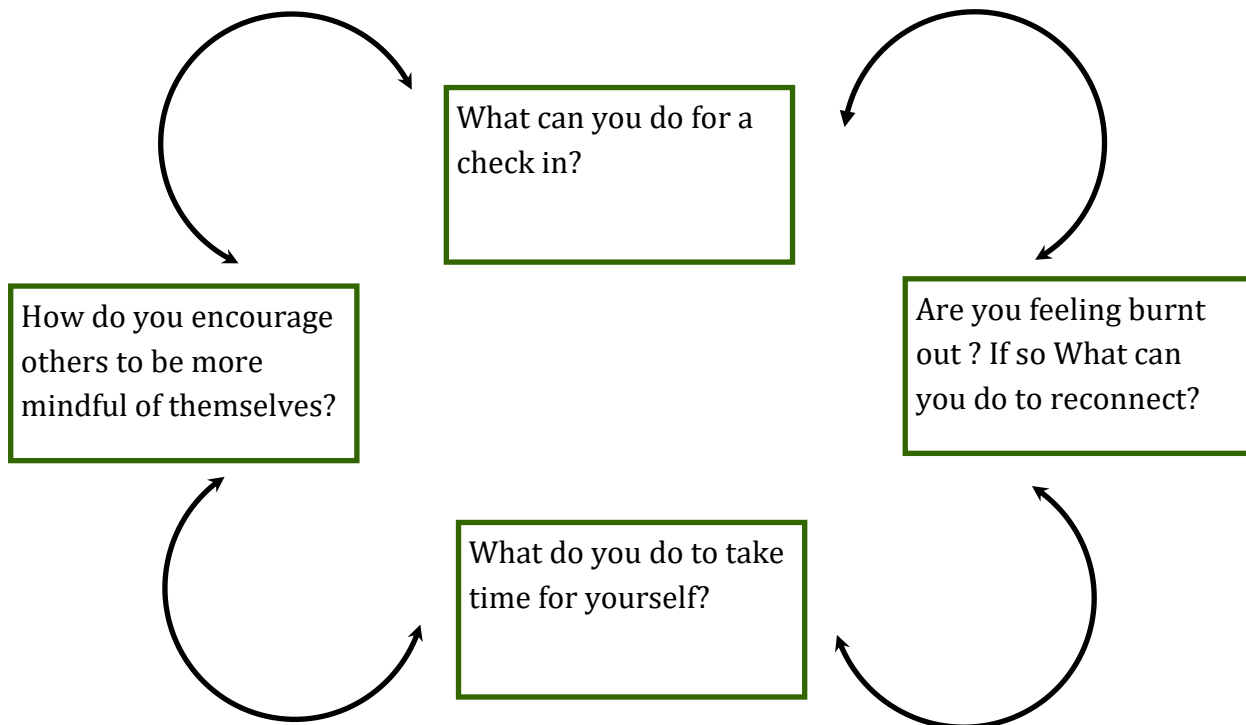 What can you do for a
check in?
How do you encourage
others to be more
mindful of themselves?
Are you feeling burnt
out ? If so What can
you do to reconnect?
What do you do to take
time for yourself?